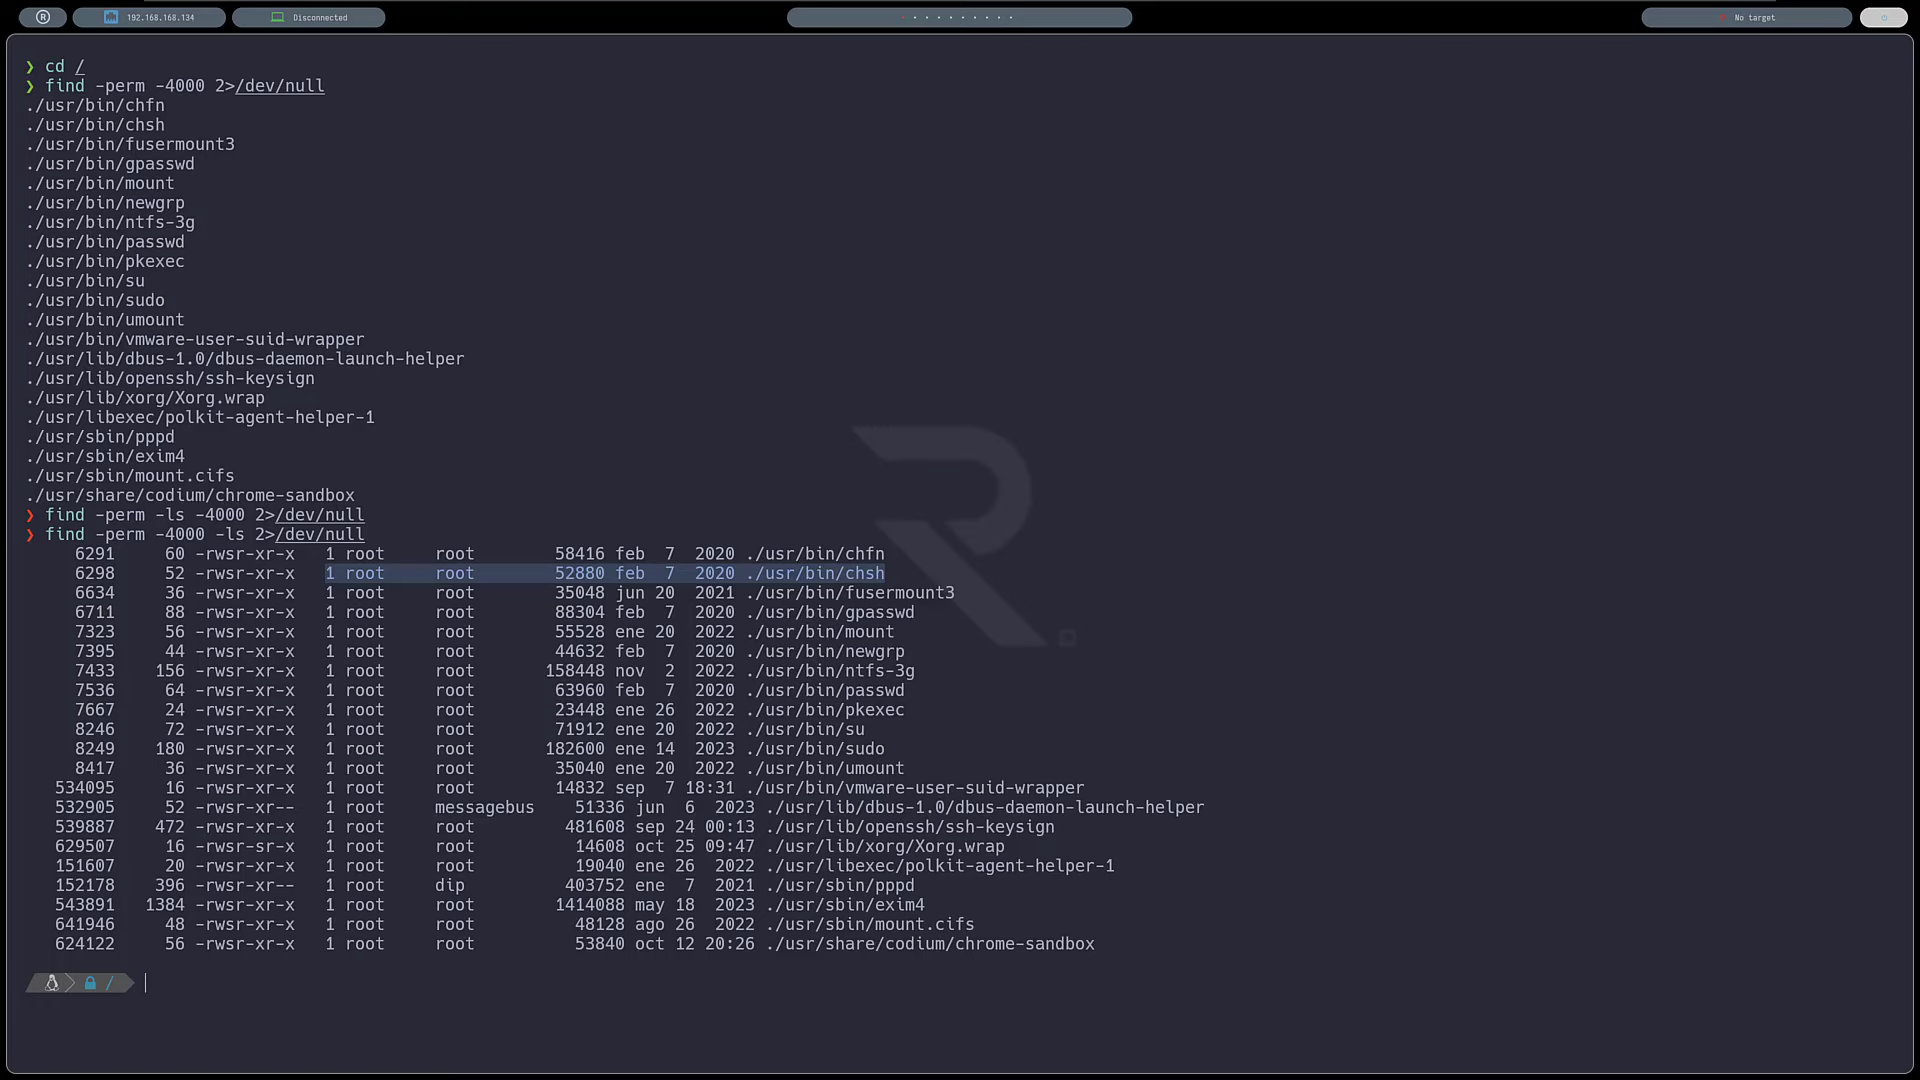 R 192.168.168.134 Disconnected No target
❯ cd /
❯ find -perm -4000 2>/dev/null
./usr/bin/chfn
./usr/bin/chsh
./usr/bin/fusermount3
./usr/bin/gpasswd
./usr/bin/mount
./usr/bin/newgrp
./usr/bin/ntfs-3g
./usr/bin/passwd
./usr/bin/pkexec
./usr/bin/su
./usr/bin/sudo
./usr/bin/umount
./usr/bin/vmware-user-suid-wrapper
./usr/lib/dbus-1.0/dbus-daemon-launch-helper
./usr/lib/openssh/ssh-keysign
./usr/lib/xorg/Xorg.wrap
./usr/libexec/polkit-agent-helper-1
./usr/sbin/pppd
./usr/sbin/exim4
./usr/sbin/mount.cifs
./usr/share/codium/chrome-sandbox
❯ find -perm -ls -4000 2>/dev/null
❯ find -perm -4000 -ls 2>/dev/null
6291 60 -rwsr-xr-x 1 root root 58416 feb 7 2020 ./usr/bin/chfn
6298 52 -rwsr-xr-x 1 root root 52880 feb 7 2020 ./usr/bin/chsh
6634 36 -rwsr-xr-x 1 root root 35048 jun 20 2021 ./usr/bin/fusermount3
6711 88 -rwsr-xr-x 1 root root 88304 feb 7 2020 ./usr/bin/gpasswd
7323 56 -rwsr-xr-x 1 root root 55528 ene 20 2022 ./usr/bin/mount
7395 44 -rwsr-xr-x 1 root root 44632 feb 7 2020 ./usr/bin/newgrp
7433 156 -rwsr-xr-x 1 root root 158448 nov 2 2022 ./usr/bin/ntfs-3g
7536 64 -rwsr-xr-x 1 root root 63960 feb 7 2020 ./usr/bin/passwd
7667 24 -rwsr-xr-x 1 root root 23448 ene 26 2022 ./usr/bin/pkexec
8246 72 -rwsr-xr-x 1 root root 71912 ene 20 2022 ./usr/bin/su
8249 180 -rwsr-xr-x 1 root root 182600 ene 14 2023 ./usr/bin/sudo
8417 36 -rwsr-xr-x 1 root root 35040 ene 20 2022 ./usr/bin/umount
534095 16 -rwsr-xr-x 1 root root 14832 sep 7 18:31 ./usr/bin/vmware-user-suid-wrapper
532905 52 -rwsr-xr-- 1 root messagebus 51336 jun 6 2023 ./usr/lib/dbus-1.0/dbus-daemon-launch-helper
539887 472 -rwsr-xr-x 1 root root 481608 sep 24 00:13 ./usr/lib/openssh/ssh-keysign
629507 16 -rwsr-sr-x 1 root root 14608 oct 25 09:47 ./usr/lib/xorg/Xorg.wrap
151607 20 -rwsr-xr-x 1 root root 19040 ene 26 2022 ./usr/libexec/polkit-agent-helper-1
152178 396 -rwsr-xr-- 1 root dip 403752 ene 7 2021 ./usr/sbin/pppd
543891 1384 -rwsr-xr-x 1 root root 1414088 may 18 2023 ./usr/sbin/exim4
641946 48 -rwsr-xr-x 1 root root 48128 ago 26 2022 ./usr/sbin/mount.cifs
624122 56 -rwsr-xr-x 1 root root 53840 oct 12 20:26 ./usr/share/codium/chrome-sandbox
/